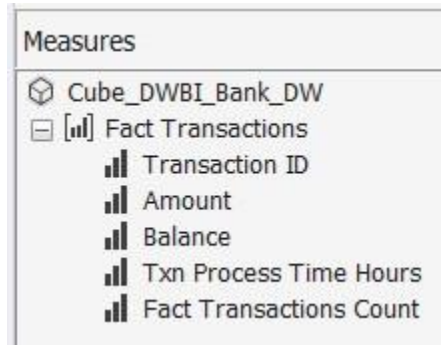 Measures
Cube_DWBI_Bank_DW
Fact Transactions
Transaction ID
Amount
Balance
Txn Process Time Hours
Fact Transactions Count